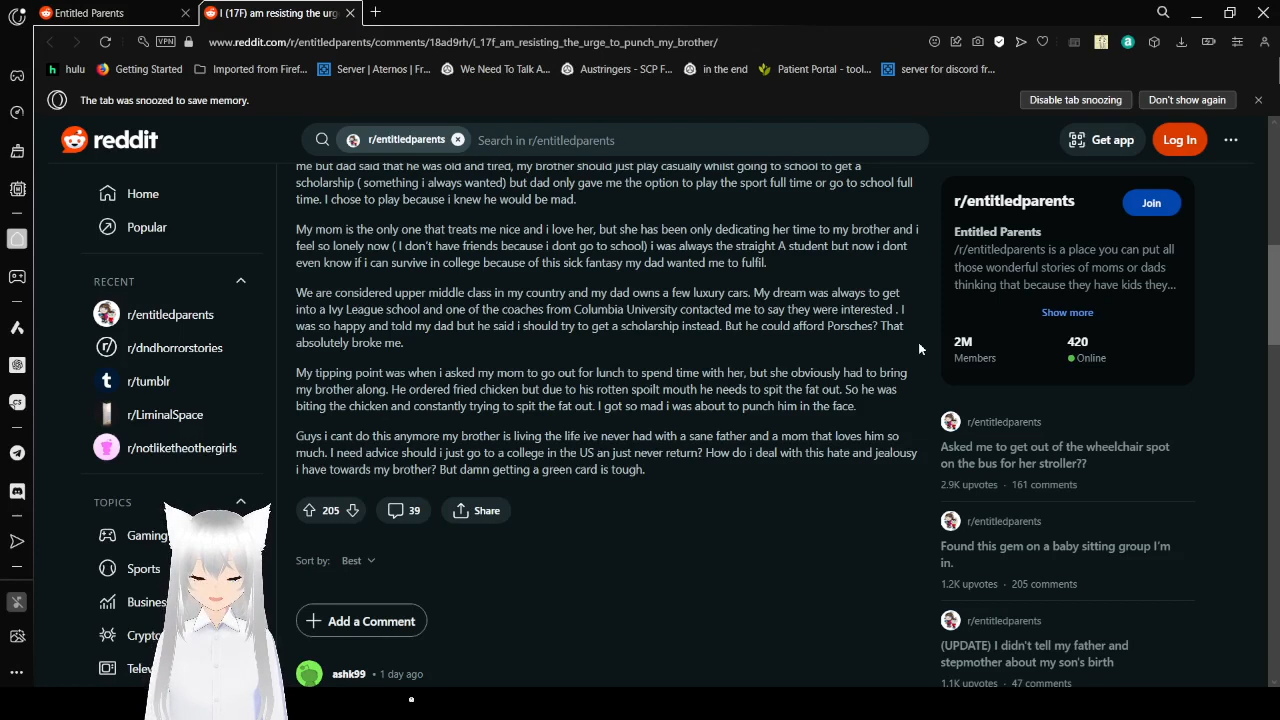 Entitled Parents
I (17F) am resisting the urge
VPN
www.reddit.com/r/entitledparents/comments/18ad9rh/i_17f_am_resisting_the_urge_to_punch_my_brother/
hulu
Getting Started
Imported from Firef...
Server | Aternos | Fr...
We Need To Talk A...
Austringers - SCP F...
in the end
Patient Portal - tool...
server for discord fr...
The tab was snoozed to save memory.
Disable tab snoozing
Don't show again
reddit
r/entitledparents
Search in r/entitledparents
Get app
Log In
Home
Popular
RECENT
r/entitledparents
r/dndhorrorstories
r/tumblr
r/LiminalSpace
r/notliketheothergirls
TOPICS
Gaming
Sports
Busines
Crypto
Telev
me but dad said that he was old and tired, my brother should just play casually whilst going to school to get a
scholarship ( something i always wanted) but dad only gave me the option to play the sport full time or go to school full
time. I chose to play because i knew he would be mad.
My mom is the only one that treats me nice and i love her, but she has been only dedicating her time to my brother and i
feel so lonely now ( I don't have friends because i dont go to school) i was always the straight A student but now i dont
even know if i can survive in college because of this sick fantasy my dad wanted me to fulfil.
We are considered upper middle class in my country and my dad owns a few luxury cars. My dream was always to get
into a Ivy League school and one of the coaches from Columbia University contacted me to say they were interested . I
was so happy and told my dad but he said i should try to get a scholarship instead. But he could afford Porsches? That
absolutely broke me.
My tipping point was when i asked my mom to go out for lunch to spend time with her, but she obviously had to bring
my brother along. He ordered fried chicken but due to his rotten spoilt mouth he needs to spit the fat out. So he was
biting the chicken and constantly trying to spit the fat out. I got so mad i was about to punch him in the face.
Guys i cant do this anymore my brother is living the life ive never had with a sane father and a mom that loves him so
much. I need advice should i just go to a college in the US an just never return? How do i deal with this hate and jealousy
i have towards my brother? But damn getting a green card is tough.
205
39
Share
Sort by:
Best
Add a Comment
ashk99 • 1 day ago
r/entitledparents
Join
Entitled Parents
/r/entitledparents is a place you can put all
those wonderful stories of moms or dads
thinking that because they have kids they...
Show more
2M
420
Members
Online
r/entitledparents
Asked me to get out of the wheelchair spot
on the bus for her stroller??
2.9K upvotes · 161 comments
r/entitledparents
Found this gem on a baby sitting group I'm
in.
1.2K upvotes · 205 comments
r/entitledparents
(UPDATE) I didn't tell my father and
stepmother about my son's birth
1.1K upvotes · 47 comments